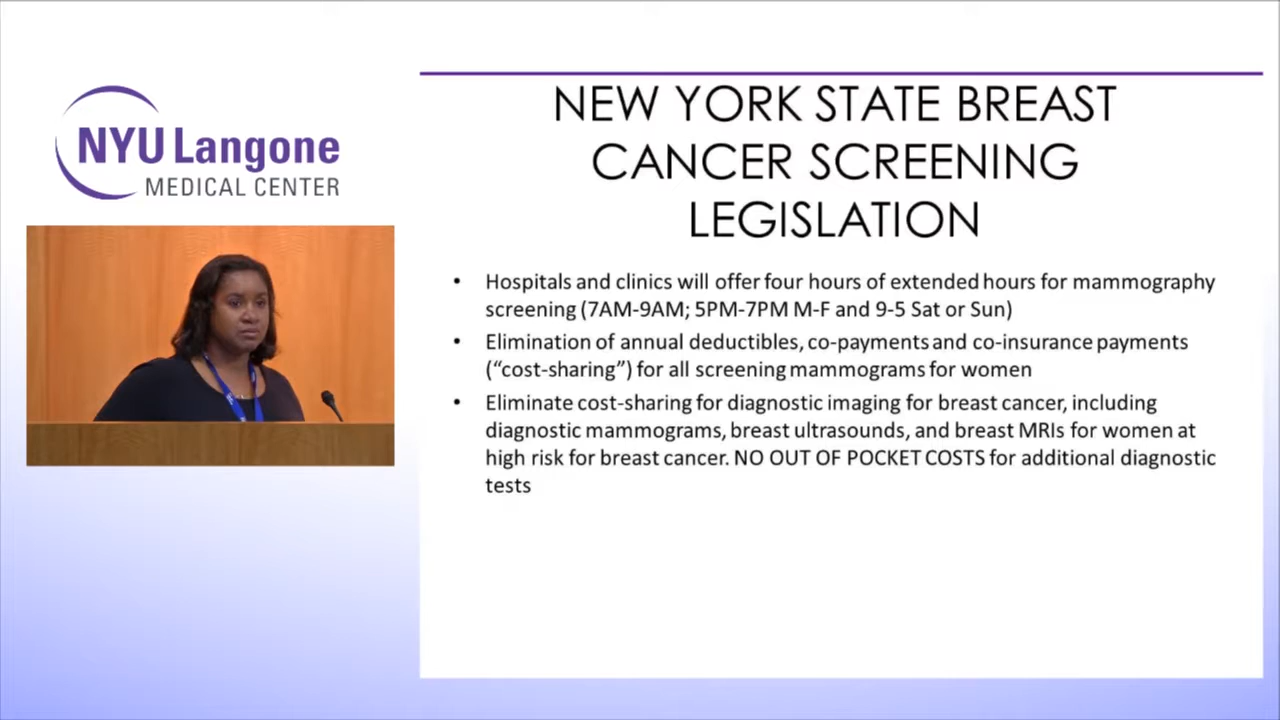 NYU Langone
MEDICAL CENTER
NEW YORK STATE BREAST
CANCER SCREENING
LEGISLATION
• Hospitals and clinics will offer four hours of extended hours for mammography
screening (7AM-9AM; 5PM-7PM M-F and 9-5 Sat or Sun)
• Elimination of annual deductibles, co-payments and co-insurance payments
(“cost-sharing”) for all screening mammograms for women
• Eliminate cost-sharing for diagnostic imaging for breast cancer, including
diagnostic mammograms, breast ultrasounds, and breast MRIs for women at
high risk for breast cancer. NO OUT OF POCKET COSTS for additional diagnostic
tests